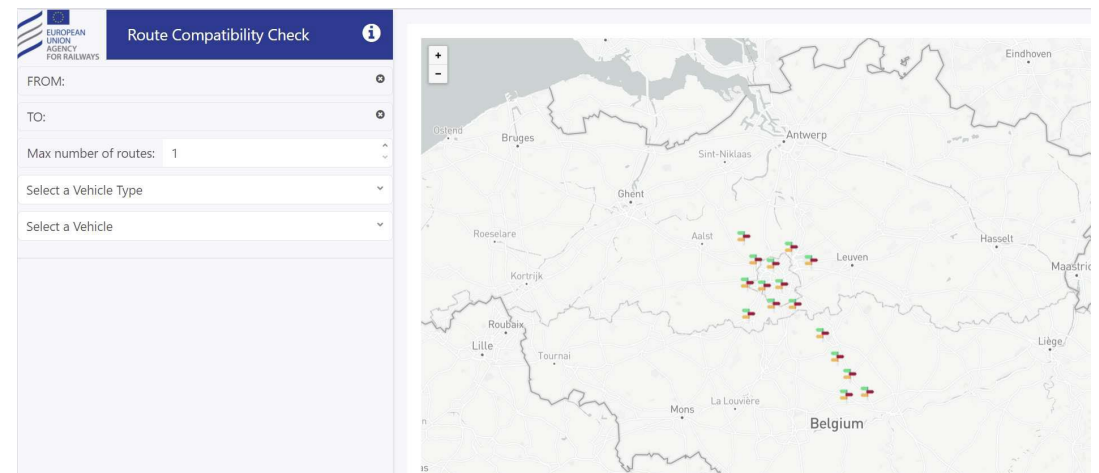 EUROPEAN
UNION
AGENCY
FOR RAILWAYS
Route Compatibility Check
i
FROM:
TO:
Max number of routes: 1
Select a Vehicle Type
Select a Vehicle
+
-
Eindhoven
Ostend
Bruges
Antwerp
Sint-Niklaas
Ghent
Roeselare
Aalst
Leuven
Hasselt
Maastric
Kortrijk
Roubaix
Lille
Tournai
Liège
La Louvière
Mons
Belgium
n
is